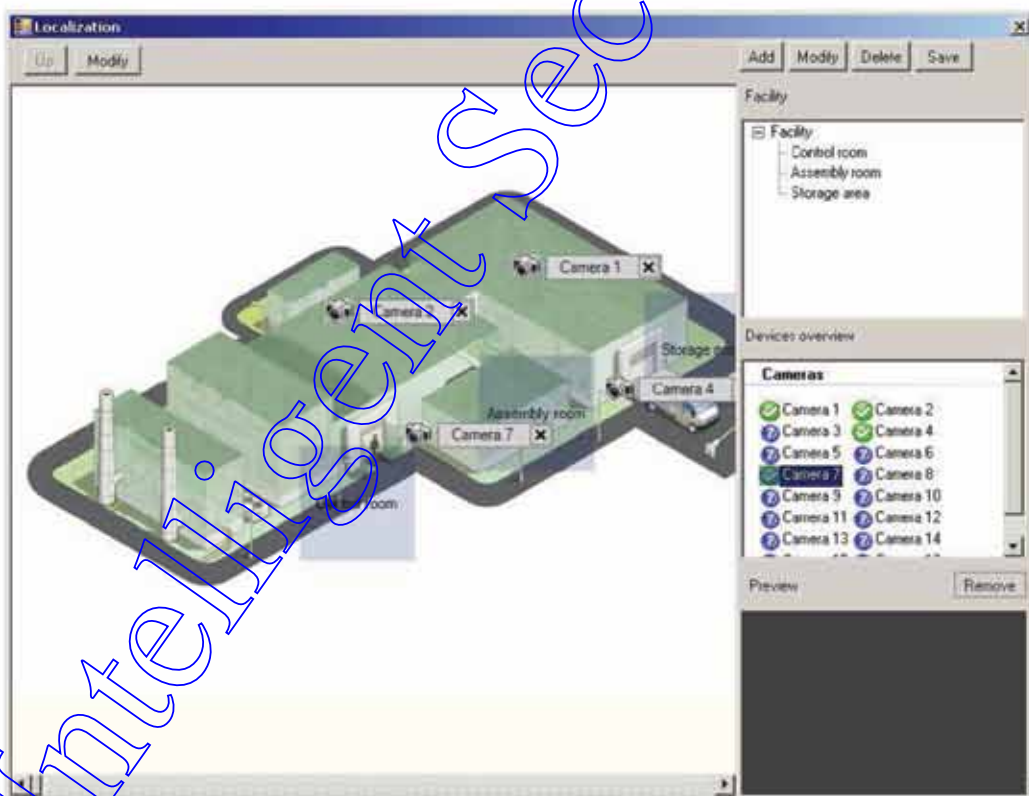 Localization
Up Modify
Add Modify Delete Save
Facility
Facility
Control room
Assembly room
Storage area
Camera 1
Camera 2
Storage
Camera 4
Assembly room
Camera 7
room
Devices overview
Cameras
Camera 1 Camera 2
Camera 3 Camera 4
Camera 5 Camera 6
Camera 7 Camera 8
Camera 9 Camera 10
Camera 11 Camera 12
Camera 13 Camera 14
Preview Remove
Intelligent Sec